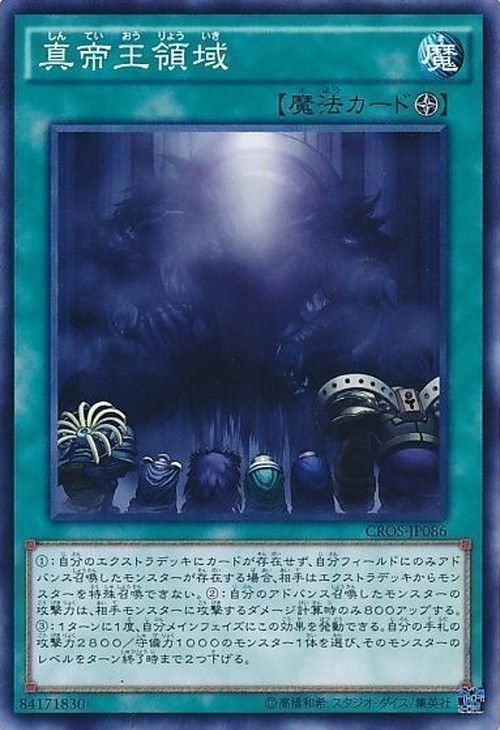 しん てい おう りょう いき
真帝王領域
魔
【魔法カード】
CROS-JP086
①：自分のエクストラデッキにカードが存在せず、自分フィールドにのみアド
バンス召喚したモンスターが存在する場合、相手はエクストラデッキからモン
スターを特殊召喚できない。②：自分のアドバンス召喚したモンスターの
攻撃力は、相手モンスターに攻撃するダメージ計算時のみ８００アップする。
③：１ターンに１度、自分メインフェイズにこの効果を発動できる。自分の手札の
攻撃力２８００／守備力１０００のモンスター１体を選び、そのモンスターの
レベルをターン終了時まで２つ下げる。
84171830
©高橋和希 スタジオ・ダイス/集英社